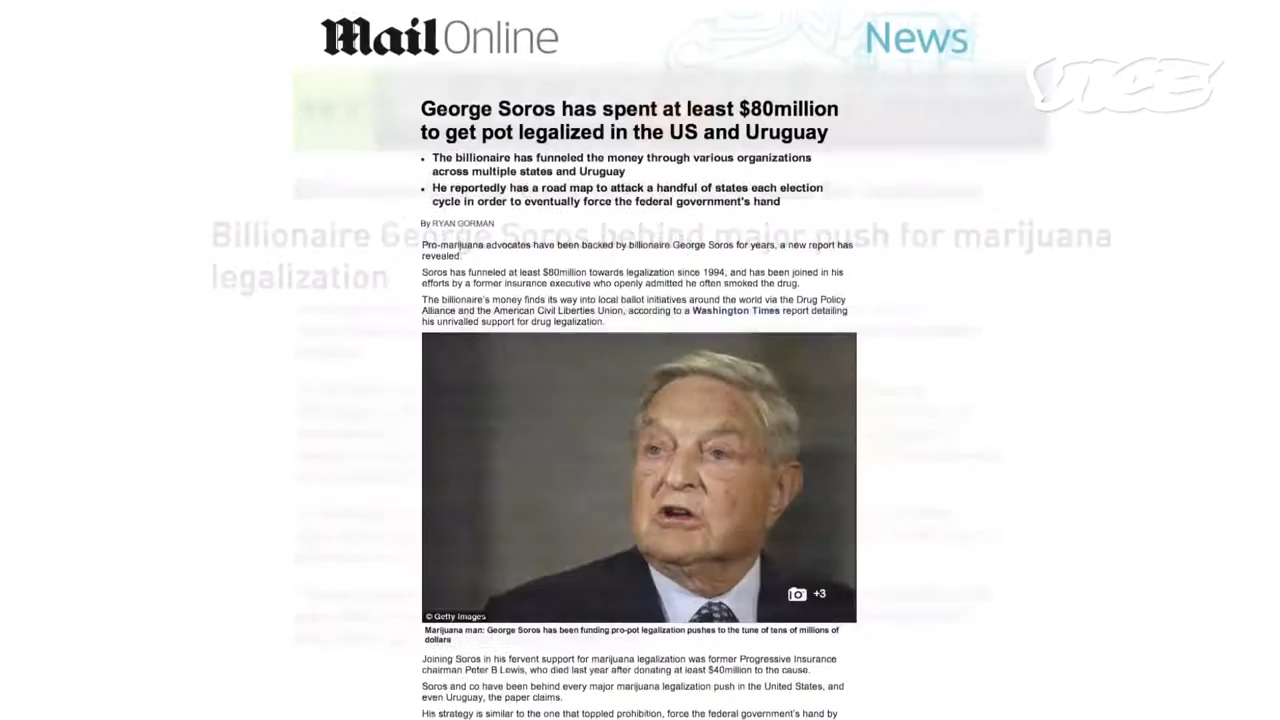 Mail Online
News
VICE
George Soros has spent at least $80million
to get pot legalized in the US and Uruguay
• The billionaire has funneled the money through various organizations
across multiple states and Uruguay
• He reportedly has a road map to attack a handful of states each election
cycle in order to eventually force the federal government's hand
By RYAN GORMAN
Billionaire George Soros behind major push for marijuana
legalization
Pro-marijuana advocates have been backed by billionaire George Soros for years, a new report has
revealed.
Soros has funneled at least $80million towards legalization since 1994, and has been joined in his
efforts by a former insurance executive who openly admitted he often smoked the drug.
The billionaire's money finds its way into local ballot initiatives around the world via the Drug Policy
Alliance and the American Civil Liberties Union, according to a Washington Times report detailing
his unrivalled support for drug legalization.
+3
© Getty Images
Marijuana man: George Soros has been funding pro-pot legalization pushes to the tune of tens of millions of
dollars
Joining Soros in his fervent support for marijuana legalization was former Progressive Insurance
chairman Peter B Lewis, who died last year after donating at least $40million to the cause.
Soros and co have been behind every major marijuana legalization push in the United States, and
even Uruguay, the paper claims.
His strategy is similar to the one that toppled prohibition, force the federal government's hand by